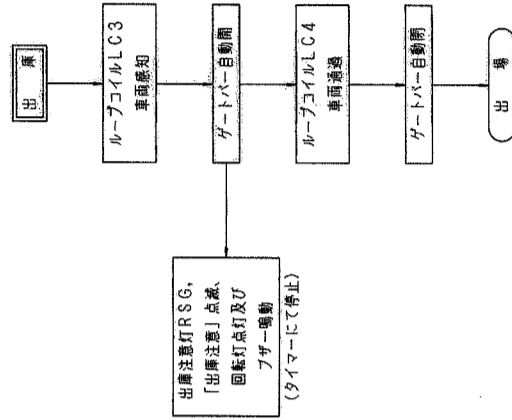 出 庫
ループコイルLC3
車両感知
ゲートバー自動開
出庫注意灯RSG,
「出庫注意」点滅、
回転灯点灯及び
ブザー鳴動
(タイマーにて停止)
ループコイルLC4
車両通過
ゲートバー自動閉
出 場